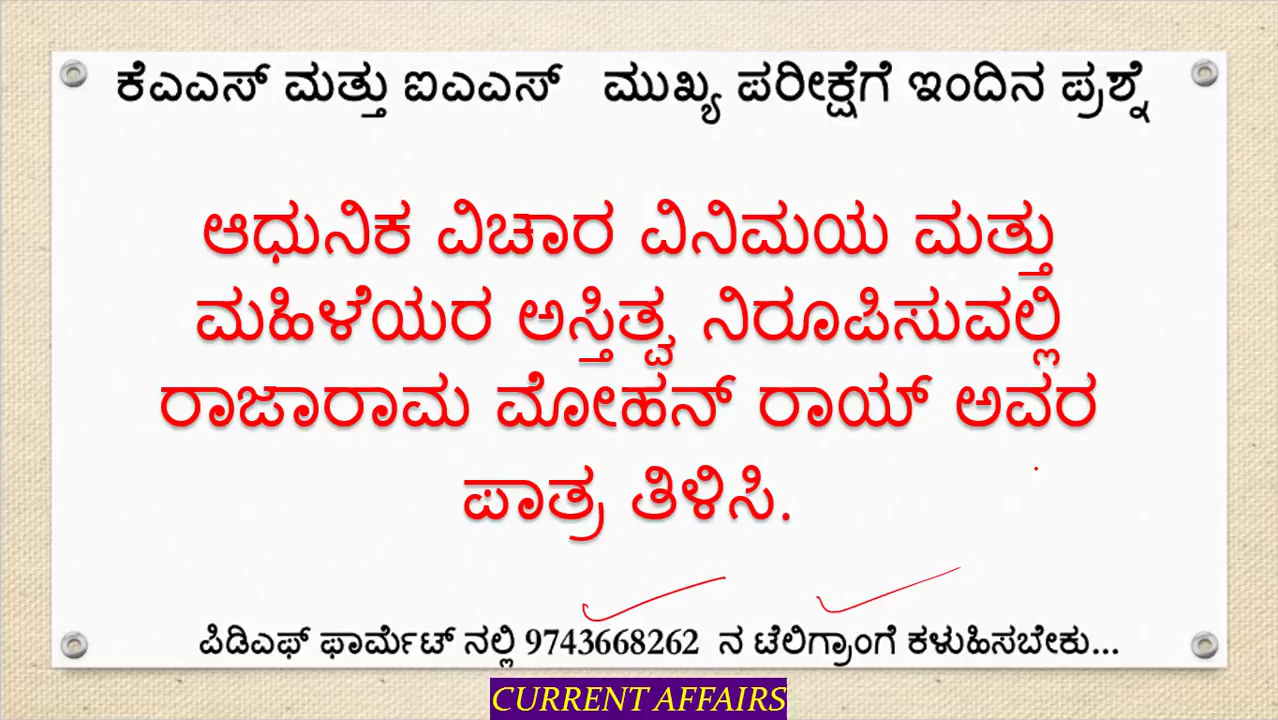 ಕೆಎಎಸ್ ಮತ್ತು ಐಎಎಸ್ ಮುಖ್ಯ ಪರೀಕ್ಷೆಗೆ ಇಂದಿನ ಪ್ರಶ್ನೆ
ಆಧುನಿಕ ವಿಚಾರ ವಿನಿಮಯ ಮತ್ತು
ಮಹಿಳೆಯರ ಅಸ್ತಿತ್ವ ನಿರೂಪಿಸುವಲ್ಲಿ
ರಾಜಾರಾಮ ಮೋಹನ್ ರಾಯ್ ಅವರ
ಪಾತ್ರ ತಿಳಿಸಿ.
ಪಿಡಿಎಫ್ ಫಾರ್ಮೆಟ್ ನಲ್ಲಿ 9743668262 ನ ಟೆಲಿಗ್ರಾಂಗೆ ಕಳುಹಿಸಬೇಕು...
CURRENT AFFAIRS